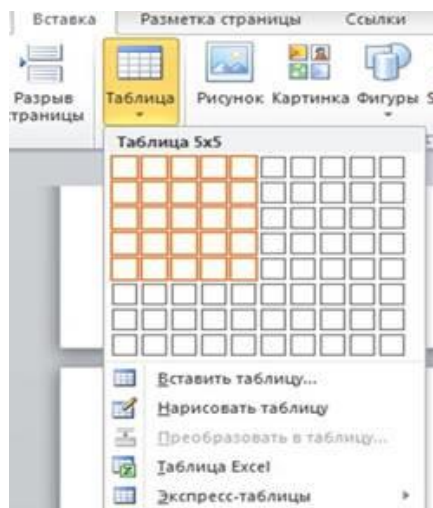 Вставка Разметка страницы Ссылки
Разрыв Таблица Рисунок Картинка Фигуры S
траницы
Таблица 5x5
Вставить таблицу...
Нарисовать таблицу
Преобразовать в таблицу...
Таблица Excel
Экспресс-таблицы